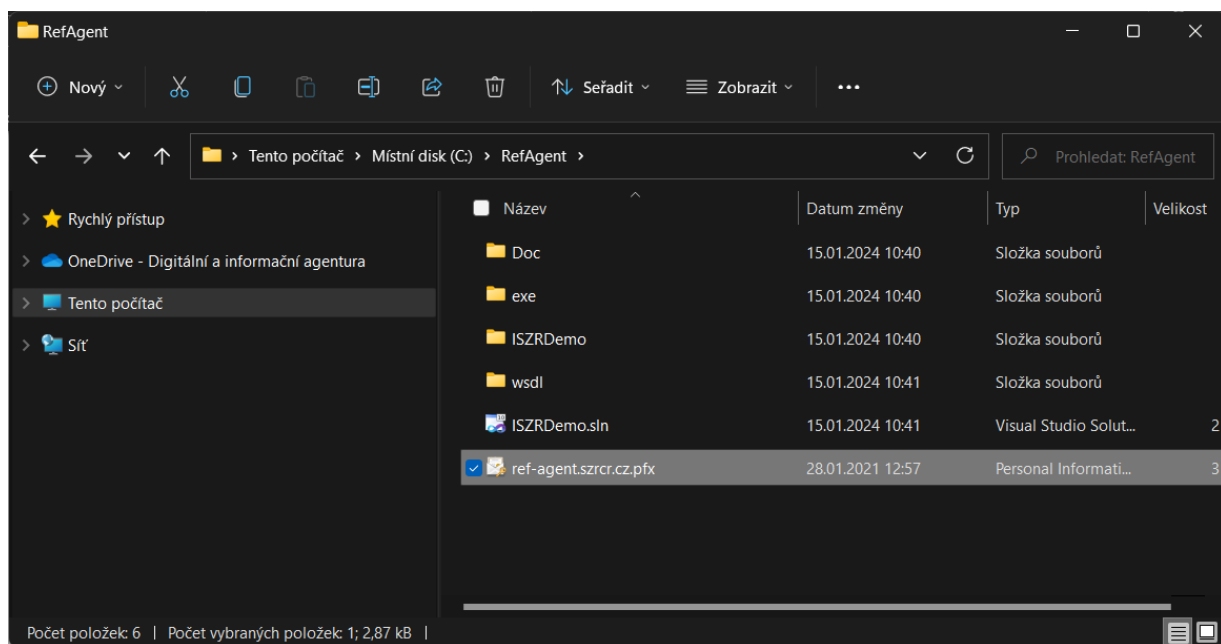 RefAgent
Nový Seřadit Zobrazit
Tento počítač Místní disk (C:) RefAgent Prohledat: RefAgent
Rychlý přístup
OneDrive - Digitální a informační agentura
Tento počítač
Síť
Název Datum změny Typ Velikost
Doc 15.01.2024 10:40 Složka souborů
exe 15.01.2024 10:40 Složka souborů
ISZRDemo 15.01.2024 10:40 Složka souborů
wsdl 15.01.2024 10:41 Složka souborů
ISZRDemo.sln 15.01.2024 10:41 Visual Studio Solut... 2
ref-agent.szrcr.cz.pfx 28.01.2021 12:57 Personal Informati... 3
Počet položek: 6 | Počet vybraných položek: 1; 2,87 kB |